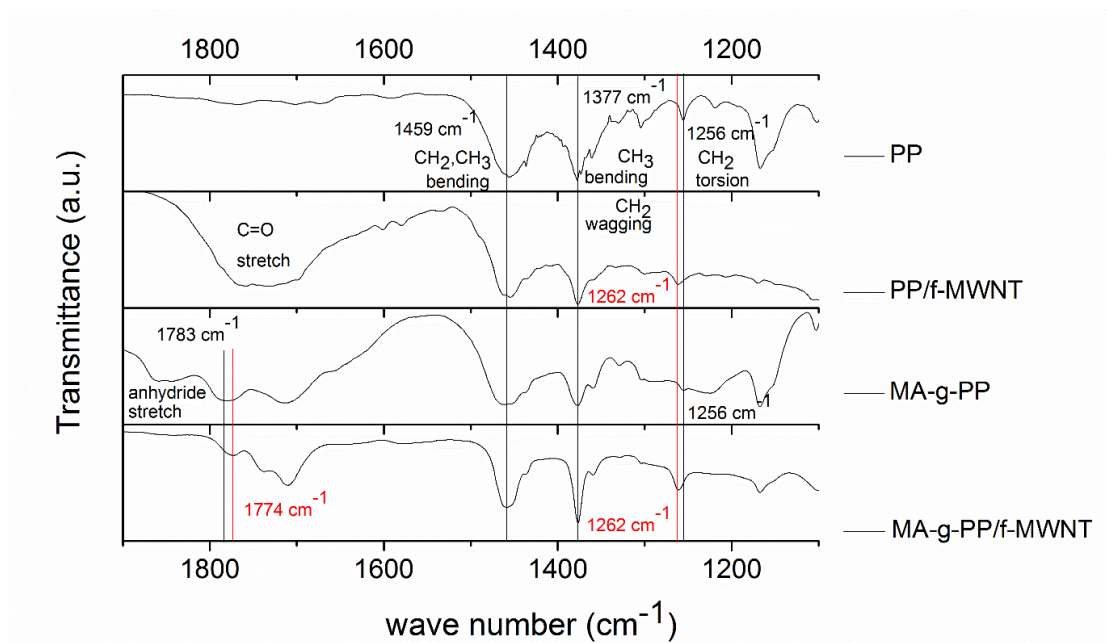 1800 1600 1400 1200
Transmittance (a.u.)
1459 cm-1
CH2,CH3
bending
1377 cm-1
CH3
bending
1256 cm-1
CH2
torsion
PP
C=O
stretch
CH2
wagging
1262 cm-1
PP/f-MWNT
1783 cm-1
anhydride
stretch
1256 cm-1
MA-g-PP
1774 cm-1
1262 cm-1
MA-g-PP/f-MWNT
1800 1600 1400 1200
wave number (cm-1)